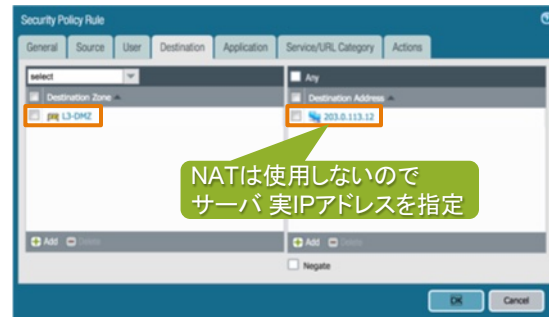 Security Policy Rule
General Source User Destination Application Service/URL Category Actions
select
Any
Destination Zone
Destination Address
L3-DMZ
203.0.113.12
NATは使用しないので
サーバ 実IPアドレスを指定
Add Delete
Add Delete
Negate
OK Cancel